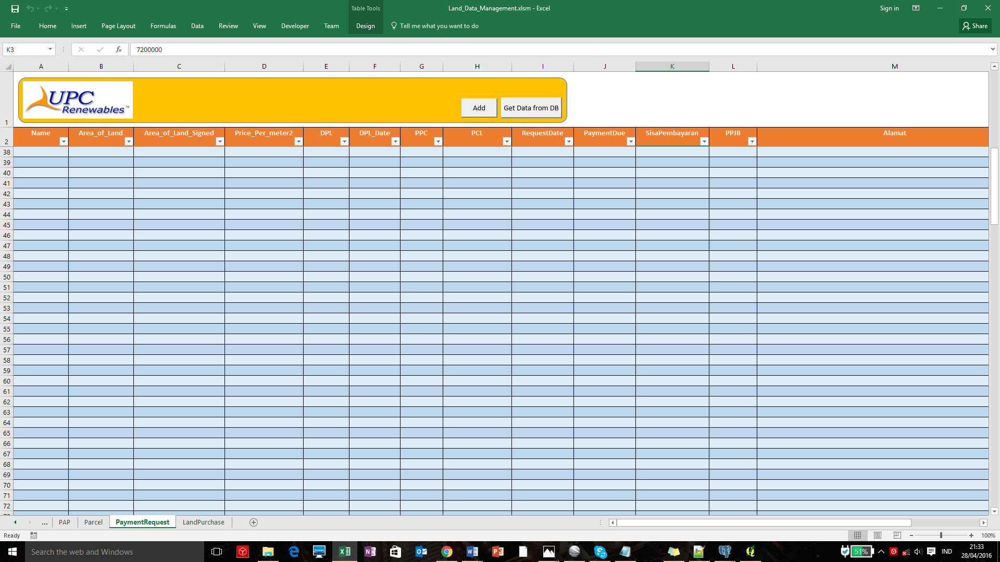 Table Tools
Land_Data_Management.xlsm - Excel
Sign in
File Home Insert Page Layout Formulas Data Review View Developer Team Design Tell me what you want to do
Share
K3 fx 7200000
A B C D E F G H I J K L M
UPC
Renewables™
Add Get Data from DB
1
Name Area_of_Land Area_of_Land_Signed Price_Per_meter2 DPL DPL_Date PPC PCL RequestDate PaymentDue SisaPembayaran PPJB Alamat
2
38
39
40
41
42
43
44
45
46
47
48
49
50
51
52
53
54
55
56
57
58
59
60
61
62
63
64
65
66
67
68
69
70
71
72
... PAP Parcel PaymentRequest LandPurchase
Ready
100%
Search the web and Windows
51%
IND
21:33
28/04/2016